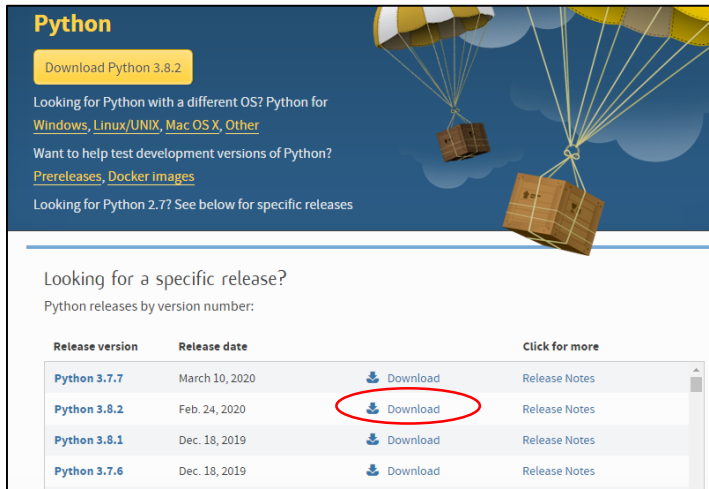 Python
Download Python 3.8.2
Looking for Python with a different OS? Python for
Windows, Linux/UNIX, Mac OS X, Other
Want to help test development versions of Python?
Prereleases, Docker images
Looking for Python 2.7? See below for specific releases
Looking for a specific release?
Python releases by version number:
Release version Release date Click for more
Python 3.7.7 March 10, 2020 Download Release Notes
Python 3.8.2 Feb. 24, 2020 Download Release Notes
Python 3.8.1 Dec. 18, 2019 Download Release Notes
Python 3.7.6 Dec. 18, 2019 Download Release Notes